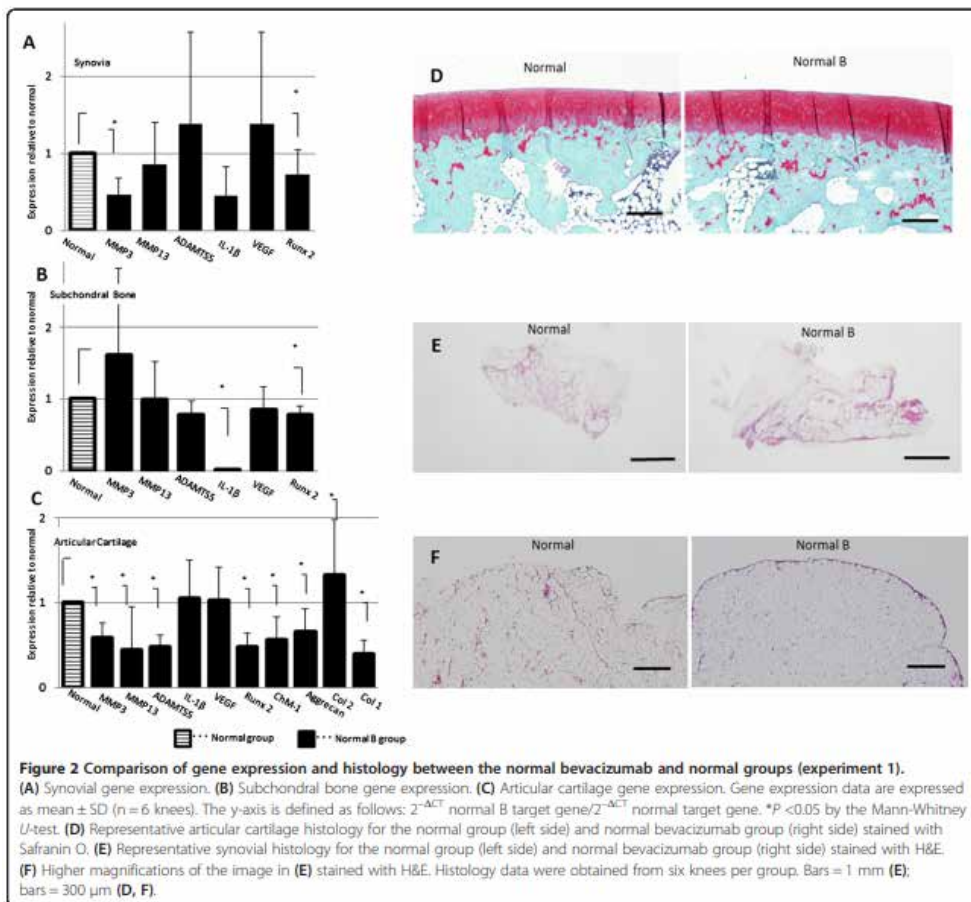 A
Synovia
Expression relative to normal
2
1
0
*
*
Normal
MMP3
MMP13
ADAMTS5
IL-1β
VEGF
Runx 2
B
Subchondral Bone
Expression relative to normal
2
1
0
*
*
Normal
MMP3
MMP13
ADAMTS5
IL-1β
VEGF
Runx 2
C
Articular Cartilage
Expression relative to normal
2
1
0
*
*
*
*
*
*
*
*
Normal
MMP3
MMP13
ADAMTS5
IL-1β
VEGF
Runx 2
ChM-1
Aggrecan
Col 2
Col 1
··· Normal group
··· Normal B group
D
Normal
Normal B
E
Normal
Normal B
F
Normal
Normal B
Figure 2 Comparison of gene expression and histology between the normal bevacizumab and normal groups (experiment 1).
(A) Synovial gene expression. (B) Subchondral bone gene expression. (C) Articular cartilage gene expression. Gene expression data are expressed
as mean ± SD (n = 6 knees). The y-axis is defined as follows: 2⁻ΔCT normal B target gene/2⁻ΔCT normal target gene. *P <0.05 by the Mann-Whitney
U-test. (D) Representative articular cartilage histology for the normal group (left side) and normal bevacizumab group (right side) stained with
Safranin O. (E) Representative synovial histology for the normal group (left side) and normal bevacizumab group (right side) stained with H&E.
(F) Higher magnifications of the image in (E) stained with H&E. Histology data were obtained from six knees per group. Bars = 1 mm (E);
bars = 300 μm (D, F).